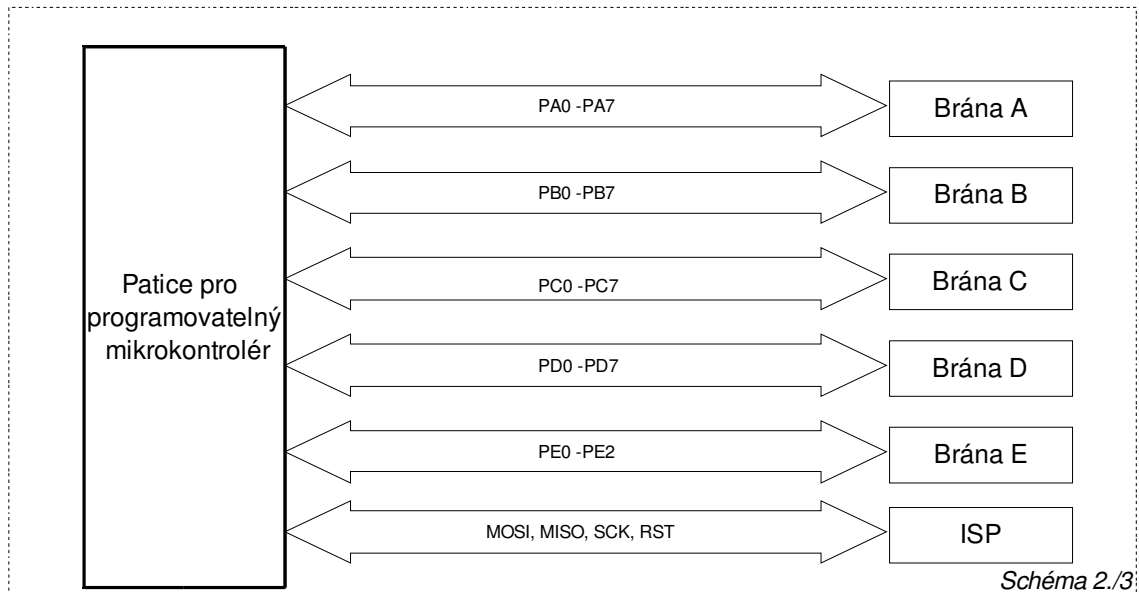 PA0 -PA7
Brána A
PB0 -PB7
Brána B
Patice pro
programovatelný
mikrokontrolér
PC0 -PC7
Brána C
PD0 -PD7
Brána D
PE0 -PE2
Brána E
MOSI, MISO, SCK, RST
ISP
Schéma 2./3